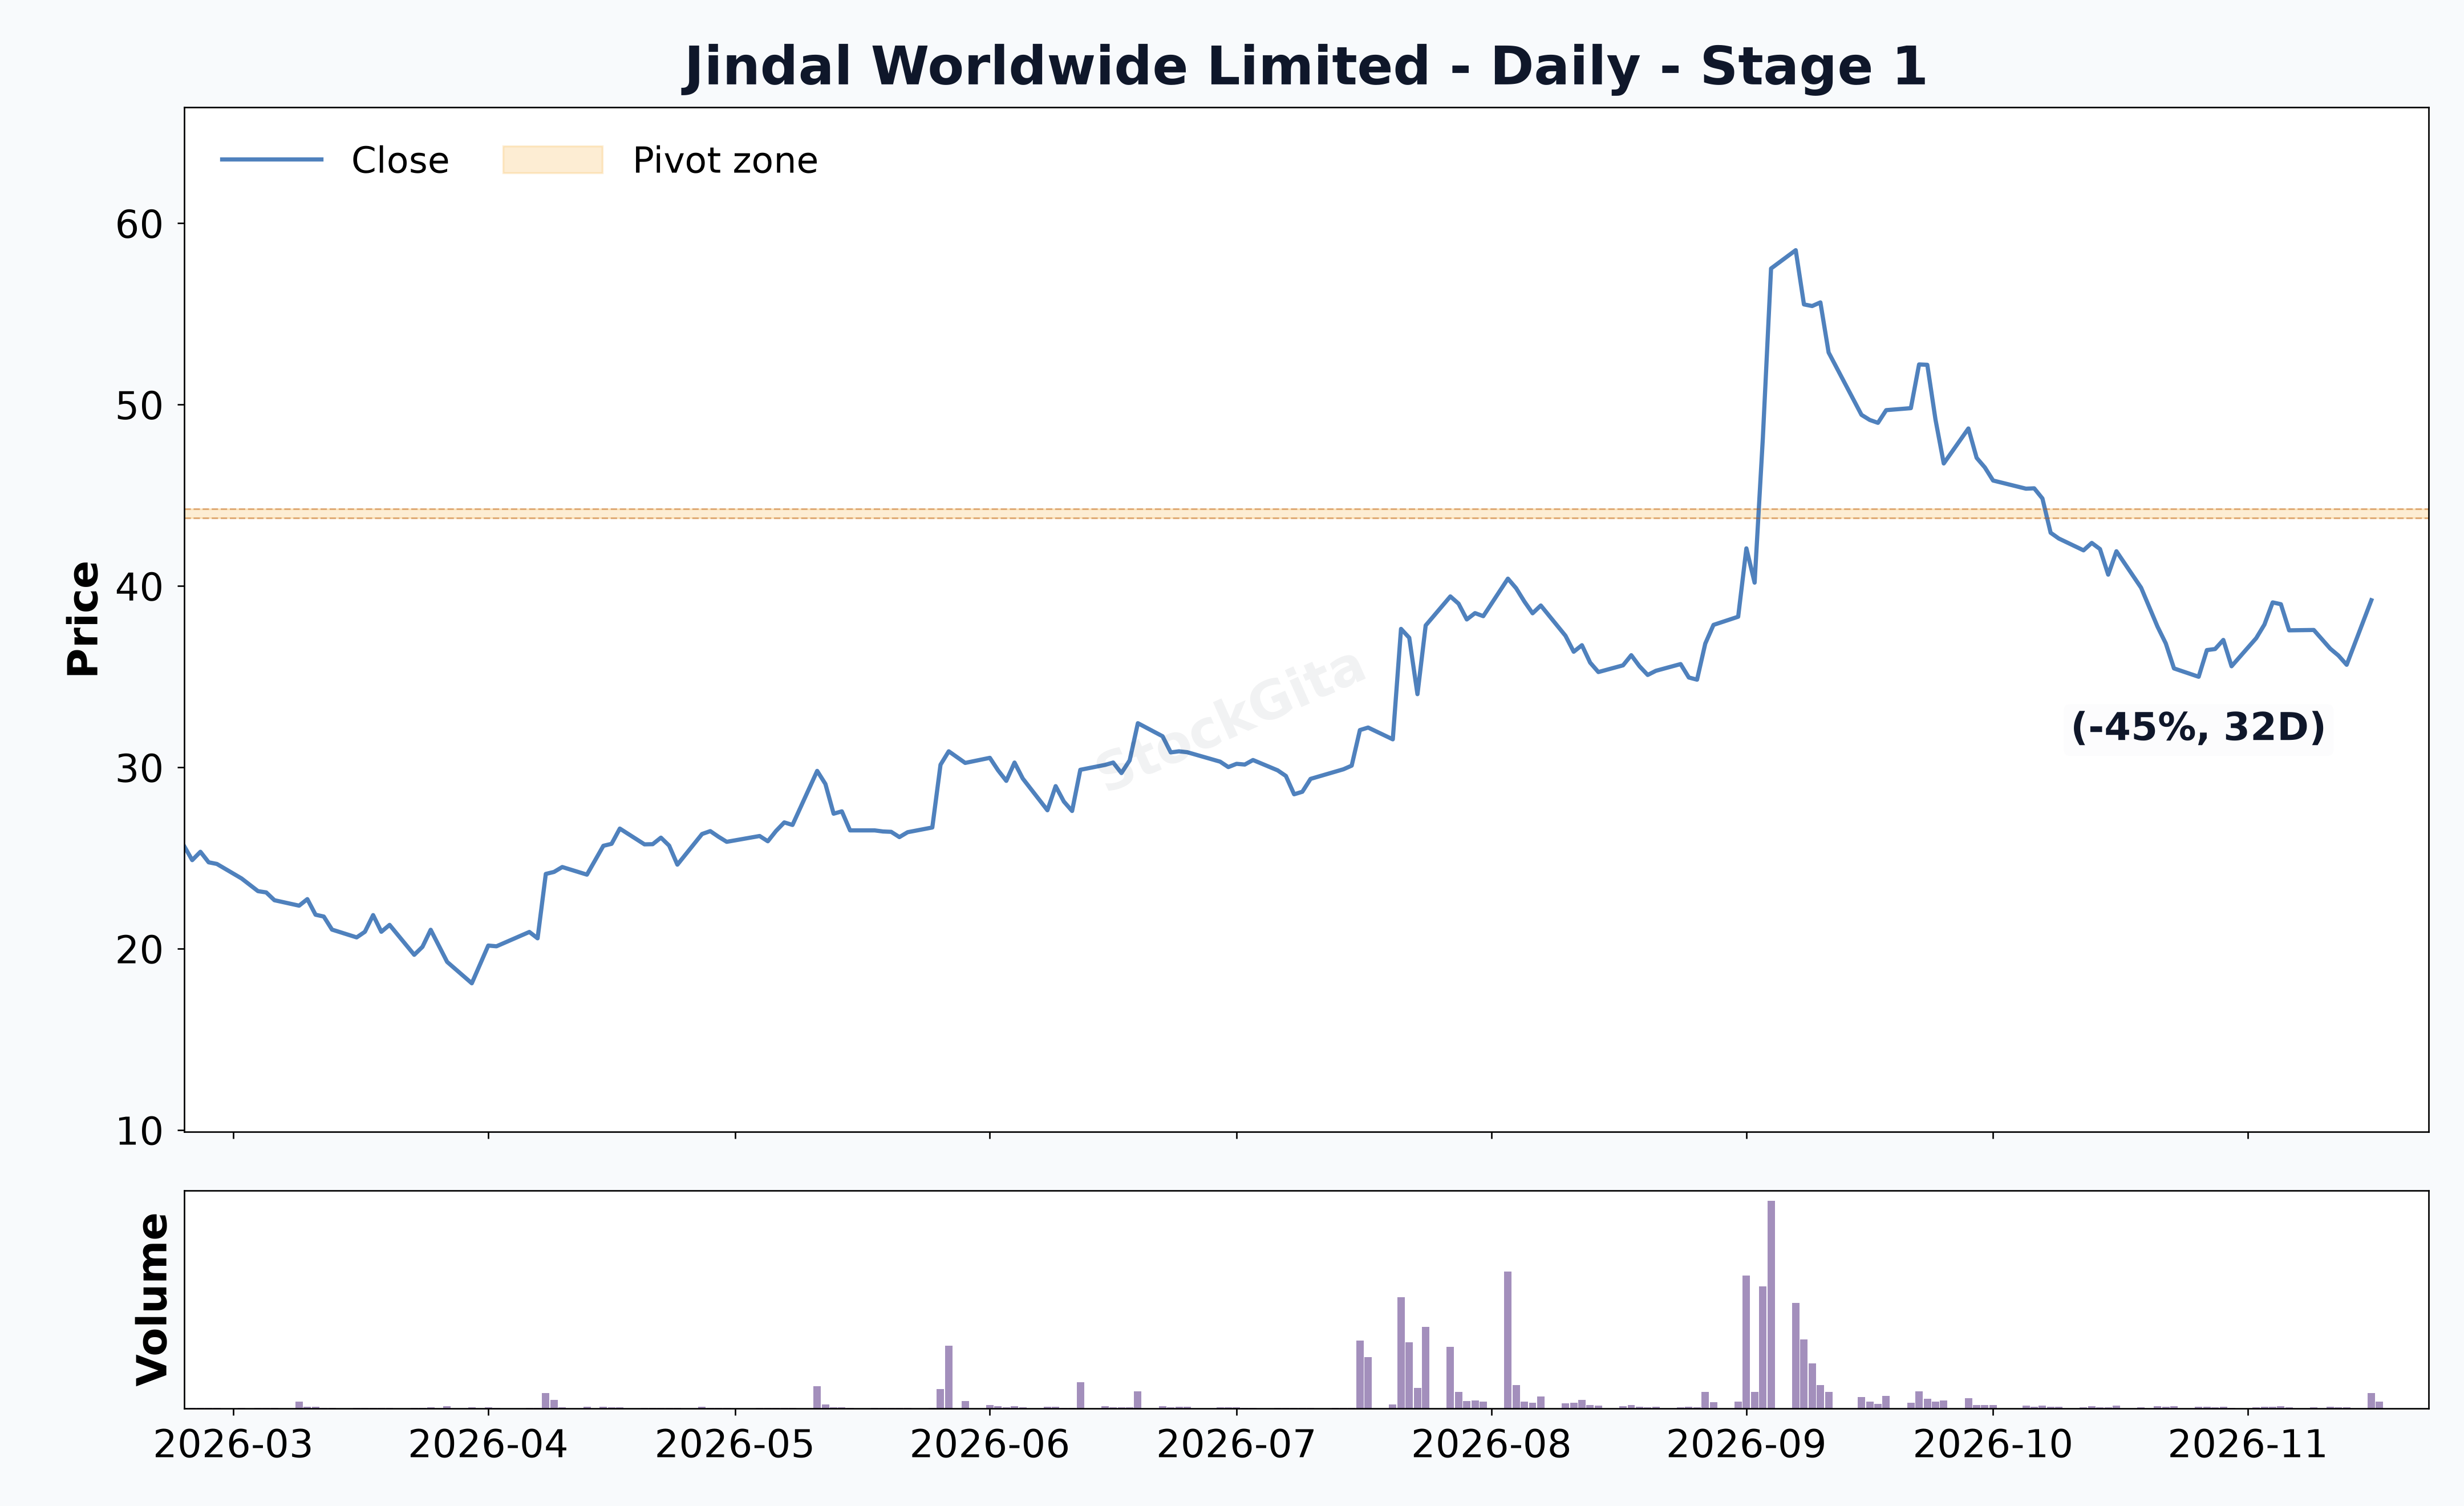 Jindal Worldwide Limited - Daily - Stage 1
Close
Pivot zone
60
50
40
30
20
10
Price
StockGita
(-45%, 32D)
Volume
2026-03
2026-04
2026-05
2026-06
2026-07
2026-08
2026-09
2026-10
2026-11